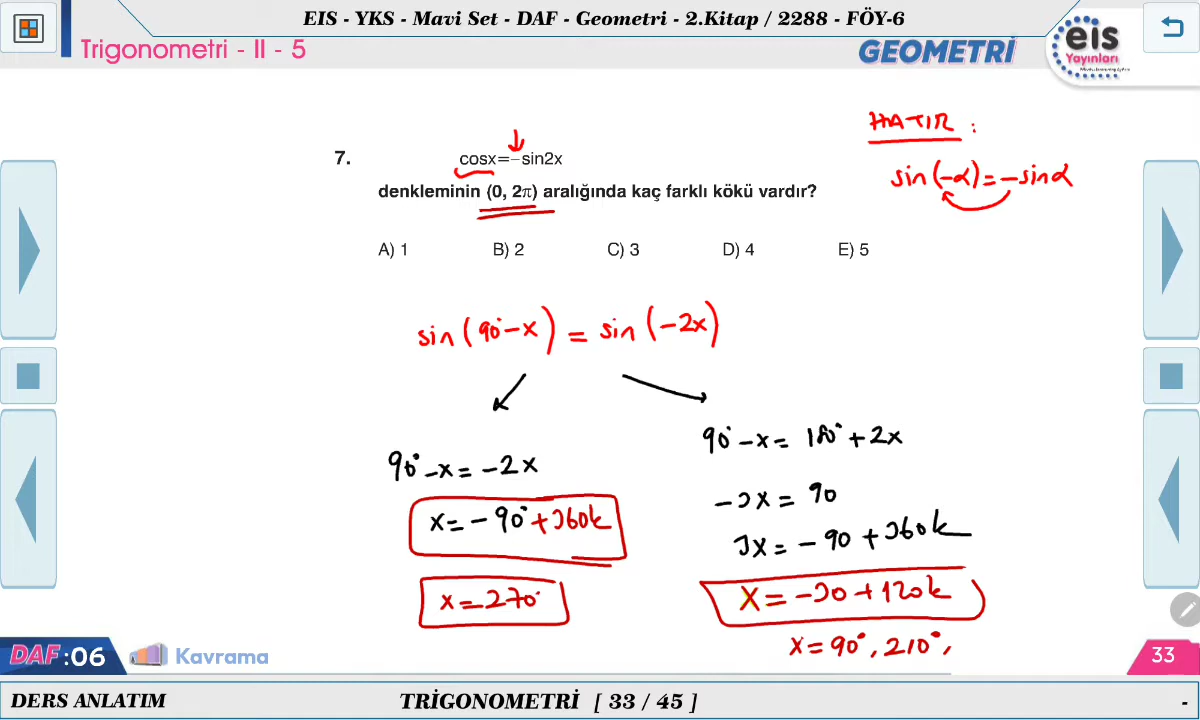 EIS - YKS - Mavi Set - DAF - Geometri - 2.Kitap / 2288 - FÖY-6
Trigonometri - II - 5
GEOMETRİ
eis
Yayınları
HATIR :
7. cosx=-sin2x
sin(-α)=-sinα
denkleminin (0, 2π) aralığında kaç farklı kökü vardır?
A) 1 B) 2 C) 3 D) 4 E) 5
sin(90°-x) = sin(-2x)
90°-x=-2x
90°-x= 180°+2x
x=-90°+360k
-3x = 90
3x= -90+360k
x=270°
x=-30+120k
x=90°, 210°,
DAF:06 Kavrama
33
DERS ANLATIM TRİGONOMETRİ [ 33 / 45 ] -